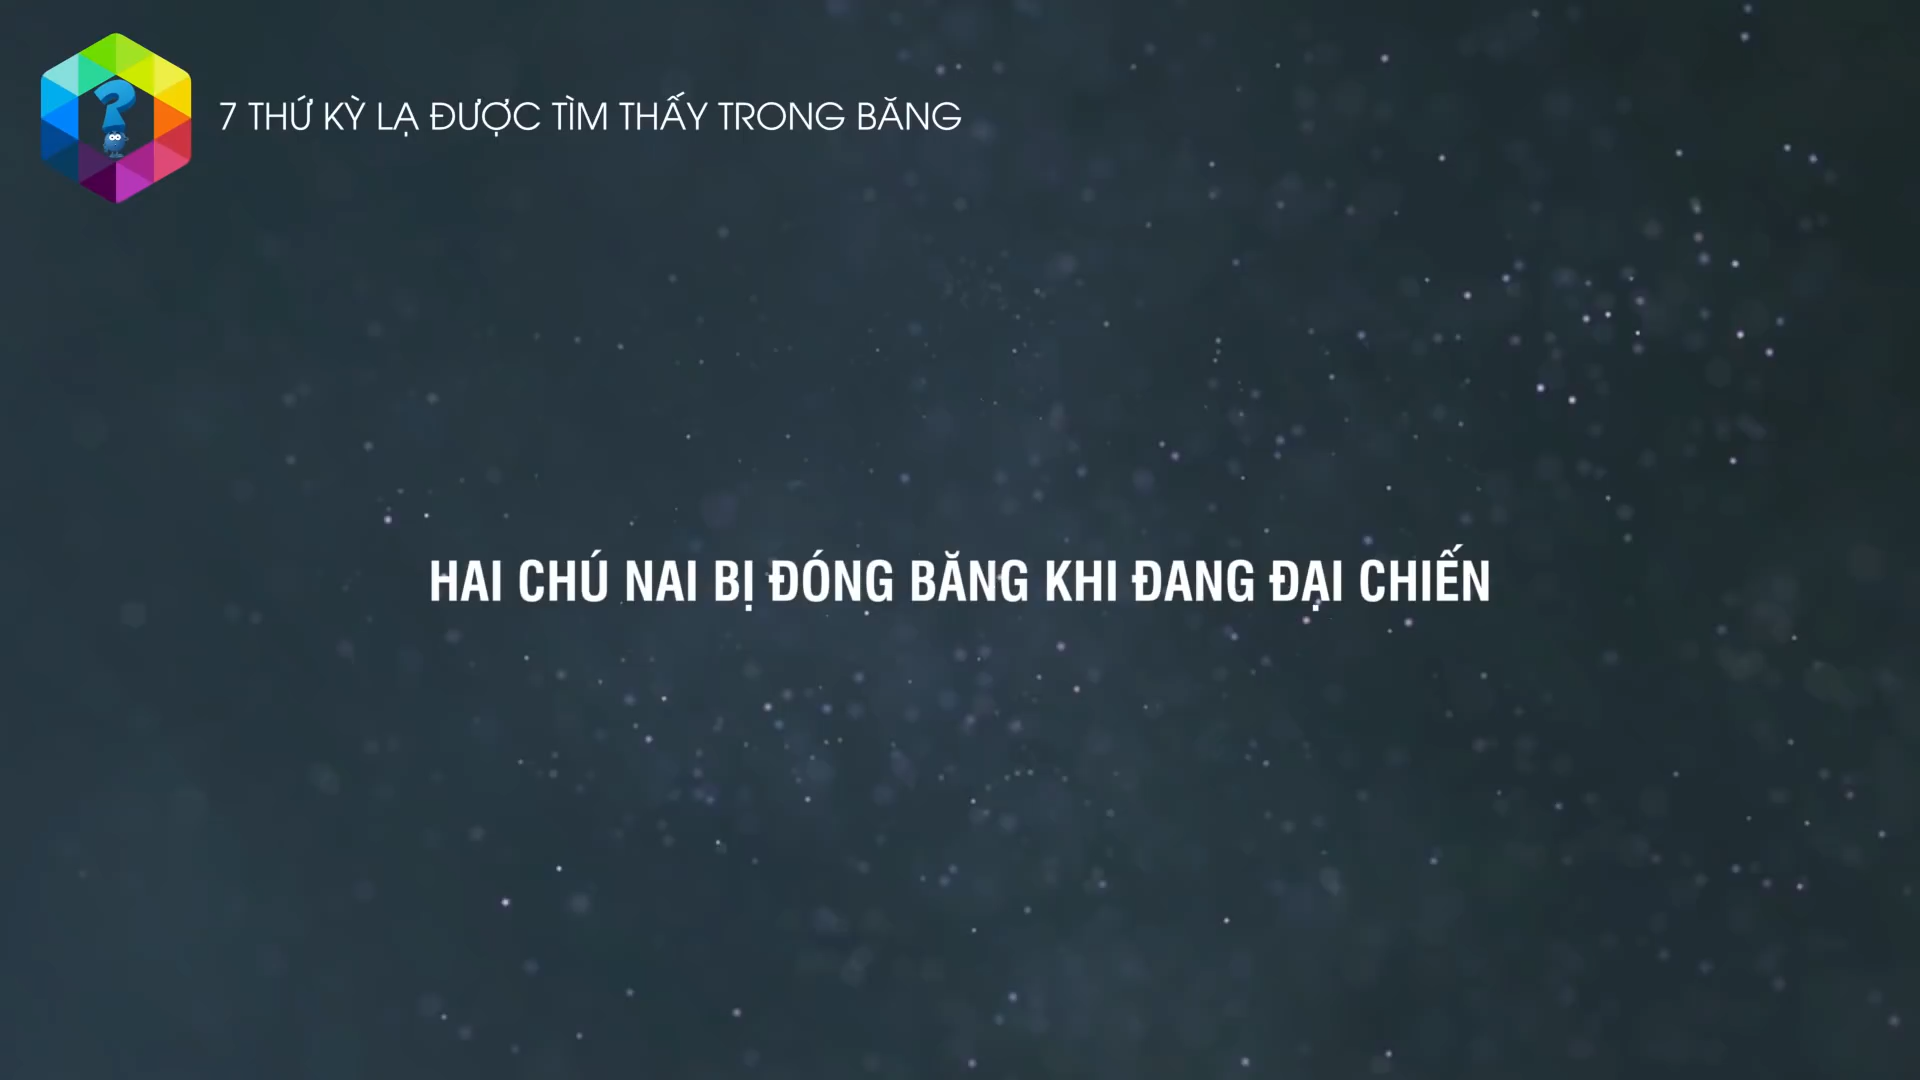 7 THỨ KỲ LẠ ĐƯỢC TÌM THẤY TRONG BĂNG
HAI CHÚ NAI BỊ ĐÓNG BĂNG KHI ĐANG ĐẠI CHIẾN